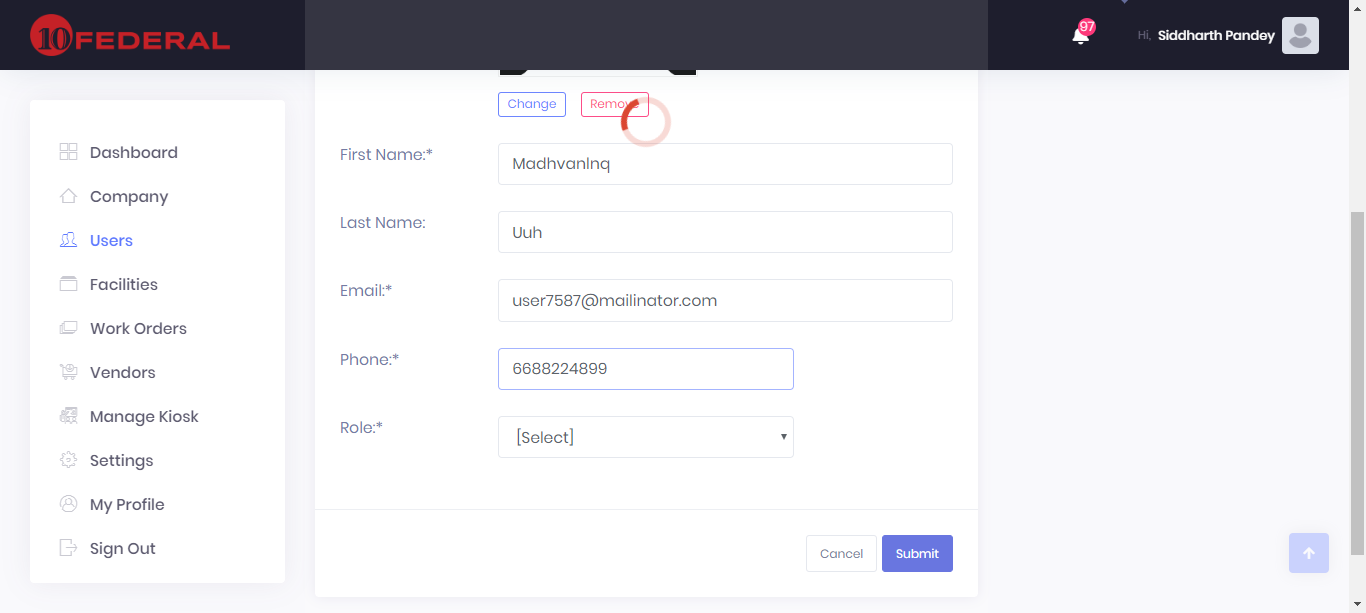 10 FEDERAL
97
Hi, Siddharth Pandey
Dashboard
Company
Users
Facilities
Work Orders
Vendors
Manage Kiosk
Settings
My Profile
Sign Out
Change Remove
First Name:* MadhvanInq
Last Name: Uuh
Email:* user7587@mailinator.com
Phone:* 6688224899
Role:* [Select]
Cancel Submit